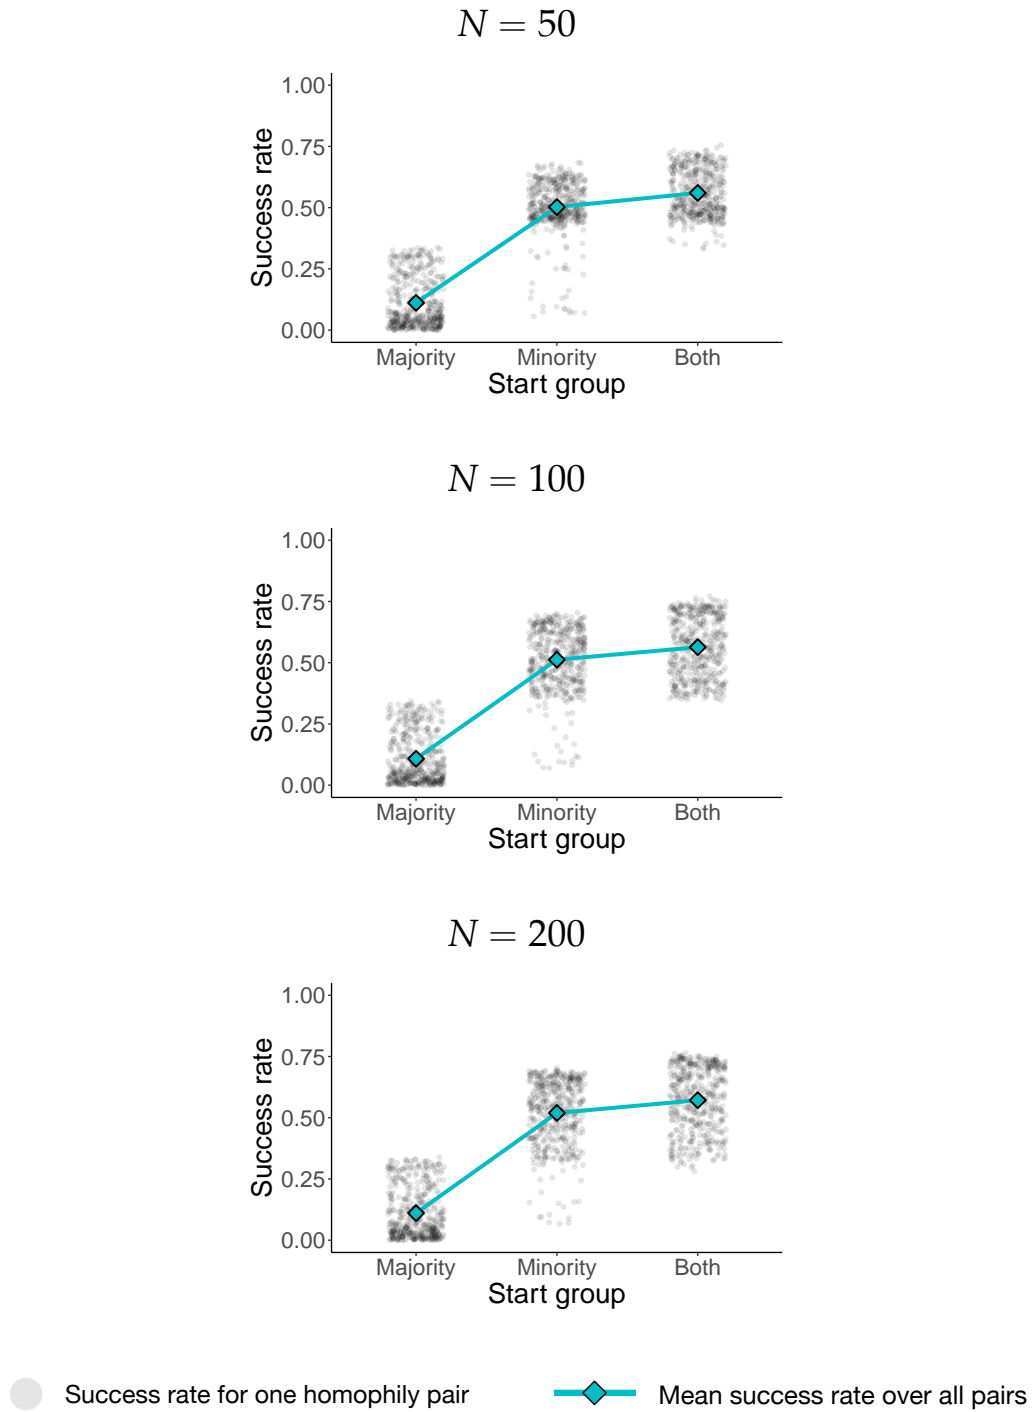 N = 50
1.00
0.75
0.50
0.25
0.00
Success rate
Majority Minority Both
Start group
N = 100
1.00
0.75
0.50
0.25
0.00
Success rate
Majority Minority Both
Start group
N = 200
1.00
0.75
0.50
0.25
0.00
Success rate
Majority Minority Both
Start group
Success rate for one homophily pair Mean success rate over all pairs